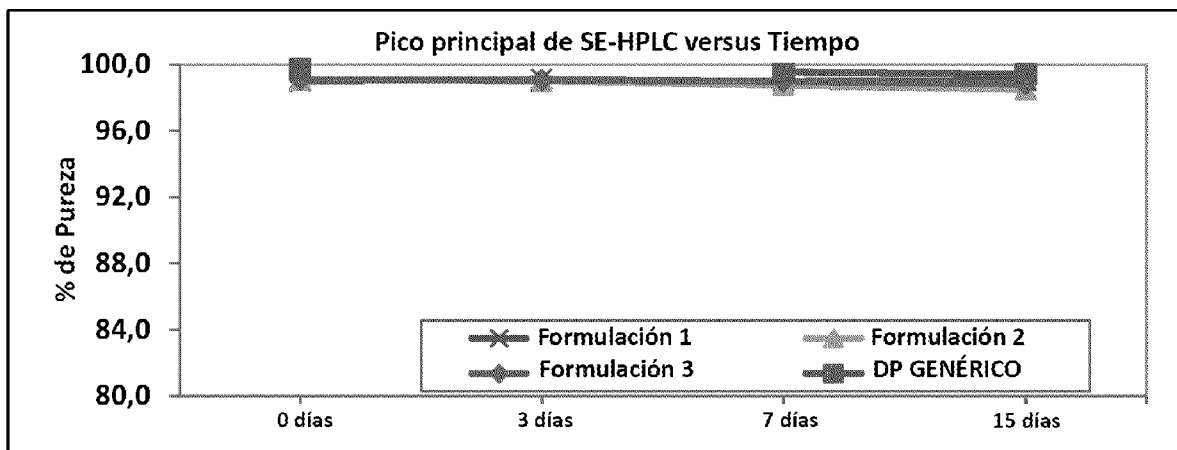 Pico principal de SE-HPLC versus Tiempo
% de Pureza
100,0
96,0
92,0
88,0
84,0
80,0
Formulación 1
Formulación 2
Formulación 3
DP GENÉRICO
0 días
3 días
7 días
15 días